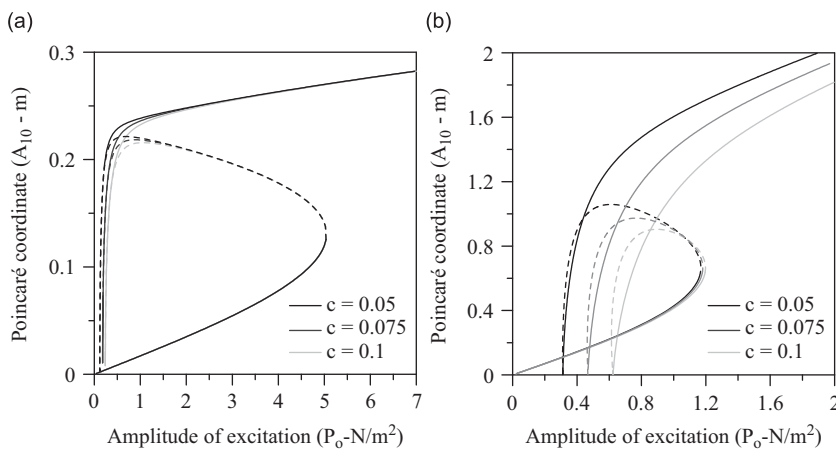 (a)
0.3
0.2
0.1
0
Poincaré coordinate (A10 - m)
c = 0.05
c = 0.075
c = 0.1
0 1 2 3 4 5 6 7
Amplitude of excitation (Po-N/m2)
(b)
2
1.6
1.2
0.8
0.4
0
Poincaré coordinate (A10 - m)
c = 0.05
c = 0.075
c = 0.1
0 0.4 0.8 1.2 1.6 2
Amplitude of excitation (Po-N/m2)